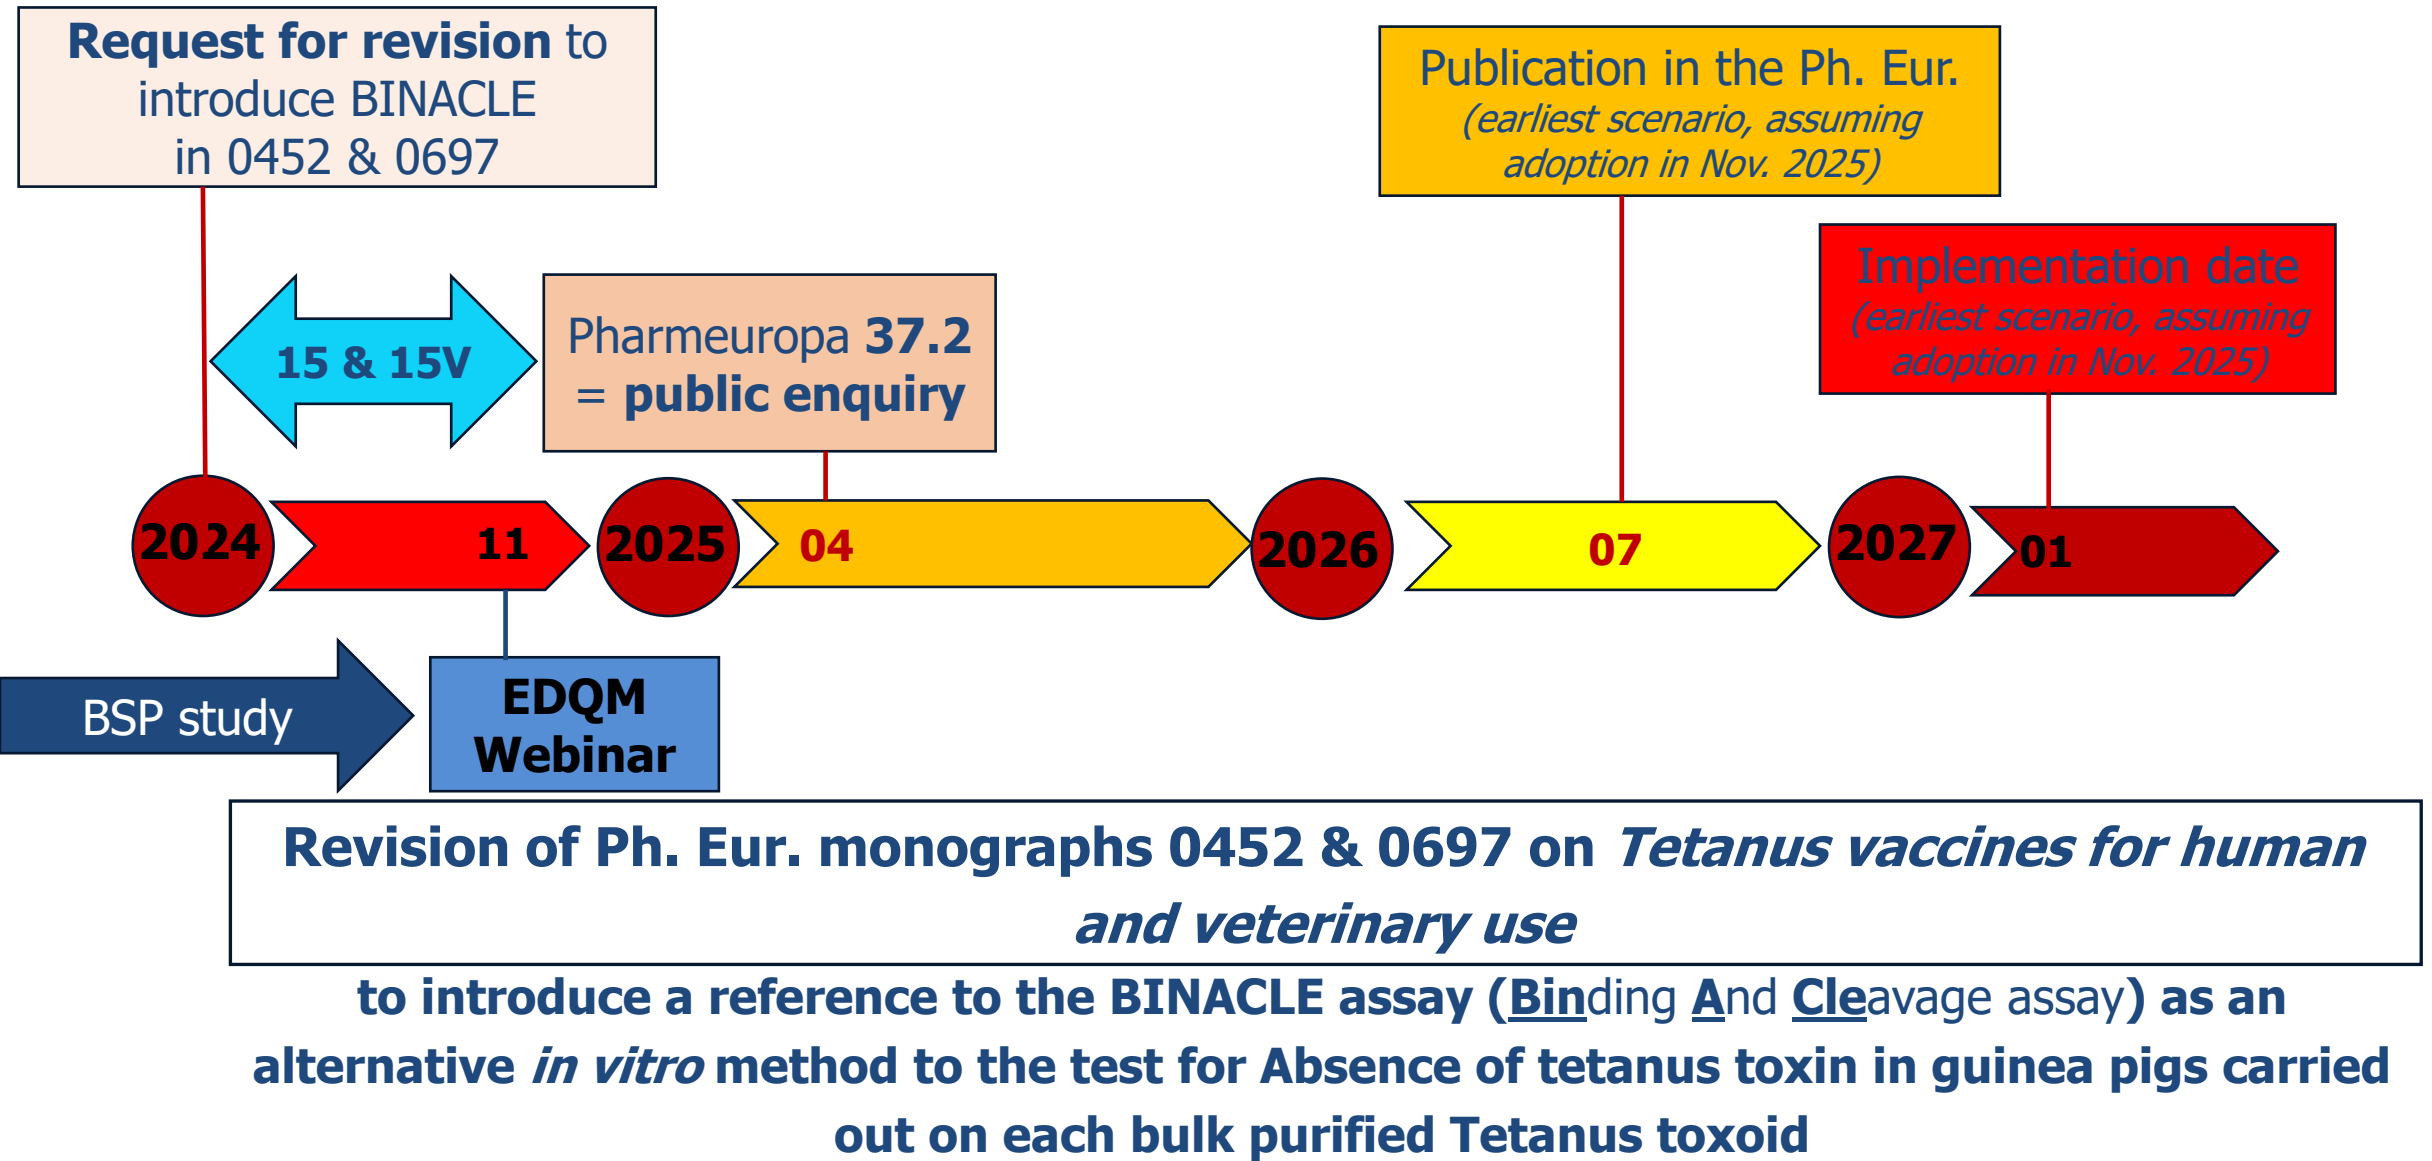 Request for revision to
introduce BINACLE
in 0452 & 0697
Publication in the Ph. Eur.
(earliest scenario, assuming
adoption in Nov. 2025)
Implementation date
(earliest scenario, assuming
adoption in Nov. 2025)
15 & 15V
Pharmeuropa 37.2
= public enquiry
2024
11
2025
04
2026
07
2027
01
BSP study
EDQM
Webinar
Revision of Ph. Eur. monographs 0452 & 0697 on Tetanus vaccines for human
and veterinary use
to introduce a reference to the BINACLE assay (Binding And Cleavage assay) as an
alternative in vitro method to the test for Absence of tetanus toxin in guinea pigs carried
out on each bulk purified Tetanus toxoid